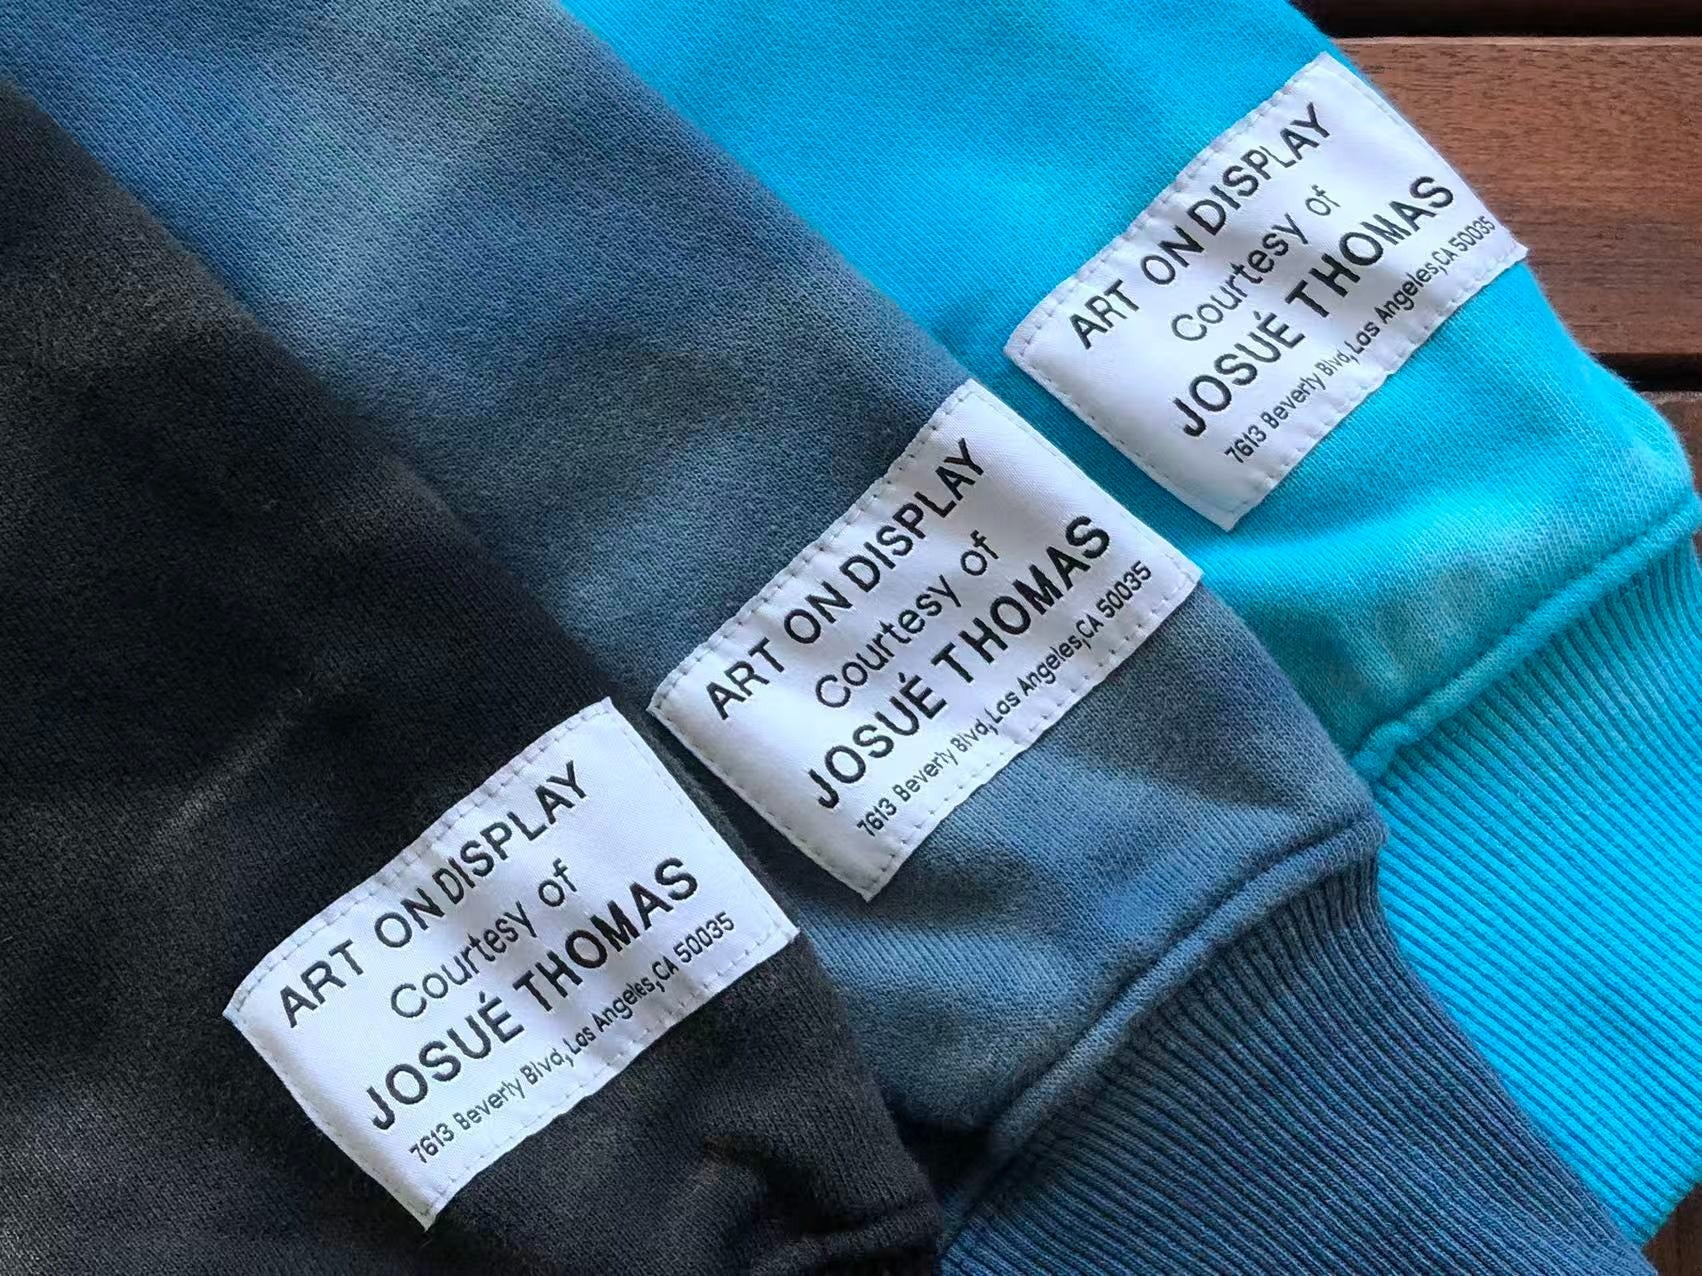 ART ON DISPLAY
Courtesy of
JOSUÉ THOMAS
7613 Beverly Blvd, Los Angeles, CA 50035
ART ON DISPLAY
Courtesy of
JOSUÉ THOMAS
7613 Beverly Blvd, Los Angeles, CA 50035
ART ON DISPLAY
Courtesy of
JOSUÉ THOMAS
7613 Beverly Blvd, Los Angeles, CA 50035